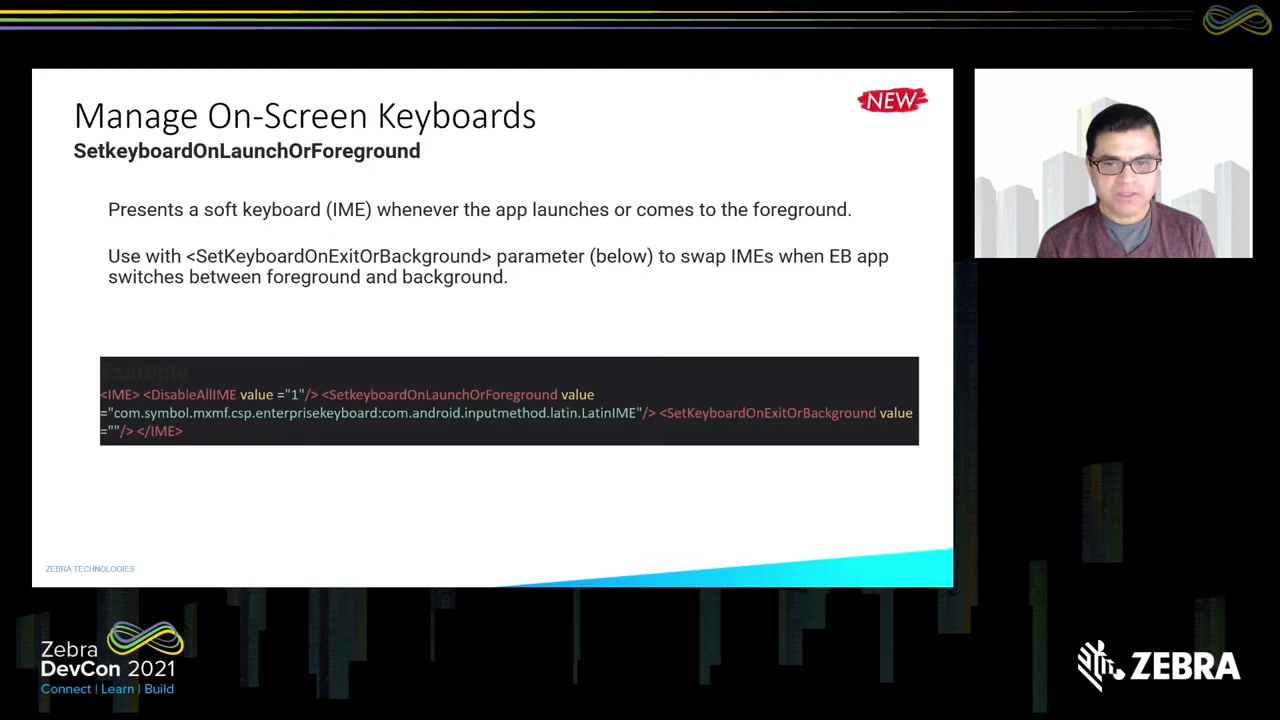 NEW
Manage On-Screen Keyboards
SetkeyboardOnLaunchOrForeground
Presents a soft keyboard (IME) whenever the app launches or comes to the foreground.
Use with <SetKeyboardOnExitOrBackground> parameter (below) to swap IMEs when EB app
switches between foreground and background.
sample
<IME> <DisableAllIME value ="1"/> <SetkeyboardOnLaunchOrForeground value
="com.symbol.mxmf.csp.enterprisekeyboard:com.android.inputmethod.latin.LatinIME"/> <SetKeyboardOnExitOrBackground value
=""/> </IME>
ZEBRA TECHNOLOGIES
Zebra
DevCon 2021
Connect | Learn | Build
ZEBRA